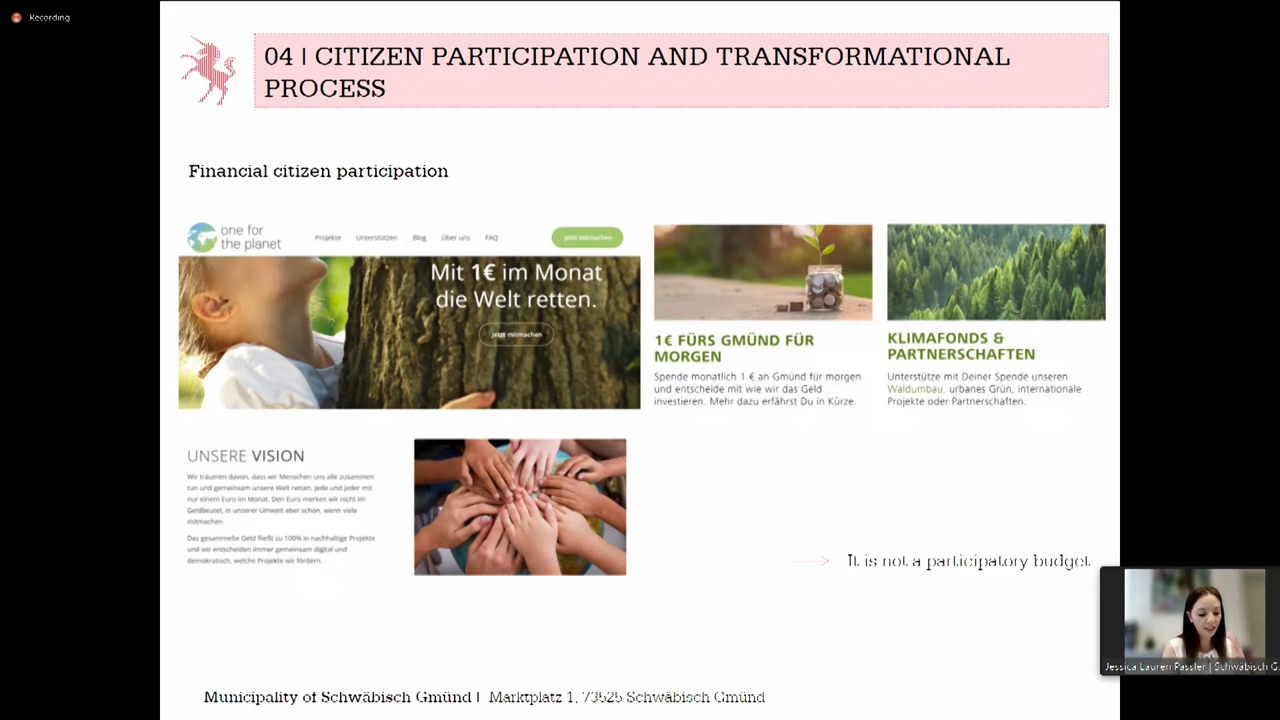 Recording
04 | CITIZEN PARTICIPATION AND TRANSFORMATIONAL
PROCESS
Financial citizen participation
one for
the planet
Projekte Unterstützen Blog Über uns FAQ
jetzt mitmachen
Mit 1€ im Monat
die Welt retten.
jetzt mitmachen
1€ FÜRS GMÜND FÜR
MORGEN
Spende monatlich 1 € an Gmünd für morgen
und entscheide mit wie wir das Geld
investieren. Mehr dazu erfährst Du in Kürze.
KLIMAFONDS &
PARTNERSCHAFTEN
Unterstütze mit Deiner Spende unseren
Waldumbau, urbanes Grün, internationale
Projekte oder Partnerschaften.
UNSERE VISION
Wir träumen davon, dass wir Menschen uns alle zusammen
tun und gemeinsam unsere Welt retten. Jede und jeder mit
nur einem Euro im Monat. Den Euro merken wir nicht im
Geldbeutel, in unserer Umwelt aber schon, wenn viele
mitmachen.
Das gesammelte Geld fließt zu 100% in nachhaltige Projekte
und wir entscheiden immer gemeinsam digital und
demokratisch, welche Projekte wir fördern.
It is not a participatory budget
Jessica Lauren Passler | Schwäbisch G.
Municipality of Schwäbisch Gmünd | Marktplatz 1, 73525 Schwäbisch Gmünd